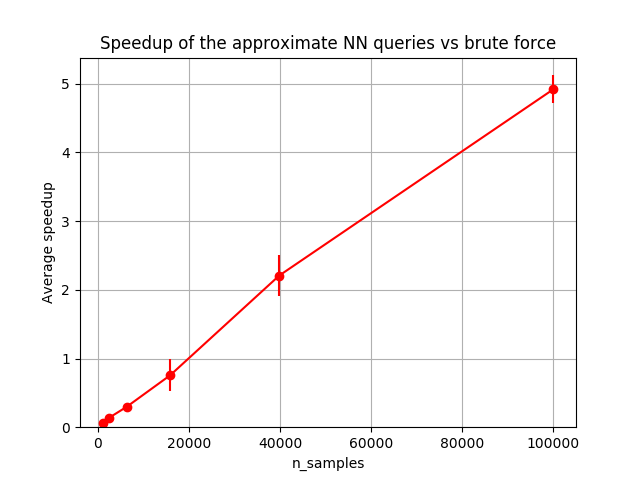 Speedup of the approximate NN queries vs brute force
5
4
3
2
1
0
Average speedup
0 20000 40000 60000 80000 100000
n_samples